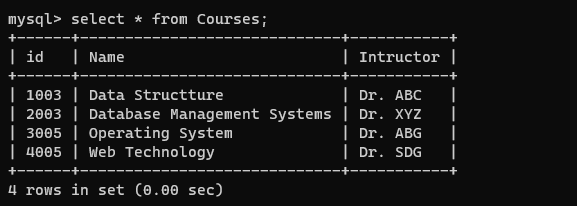 mysql> select * from Courses;
+------+-----------------------------+-----------+
| id   | Name                        | Intructor |
+------+-----------------------------+-----------+
| 1003 | Data Structture             | Dr. ABC   |
| 2003 | Database Management Systems | Dr. XYZ   |
| 3005 | Operating System            | Dr. ABG   |
| 4005 | Web Technology              | Dr. SDG   |
+------+-----------------------------+-----------+
4 rows in set (0.00 sec)